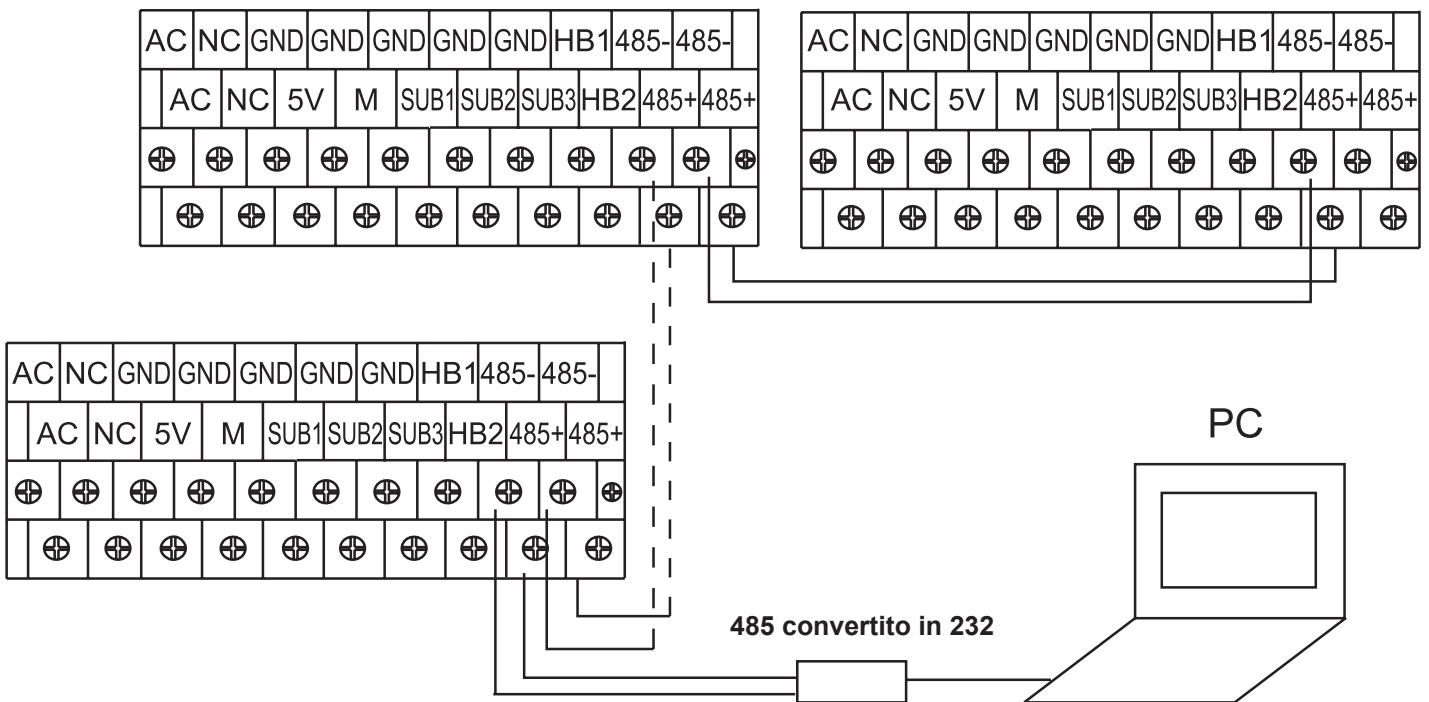 AC NC GND GND GND GND GND HB1 485- 485-
AC NC 5V M SUB1 SUB2 SUB3 HB2 485+ 485+
AC NC GND GND GND GND GND HB1 485- 485-
AC NC 5V M SUB1 SUB2 SUB3 HB2 485+ 485+
AC NC GND GND GND GND GND HB1 485- 485-
AC NC 5V M SUB1 SUB2 SUB3 HB2 485+ 485+
PC
485 convertito in 232